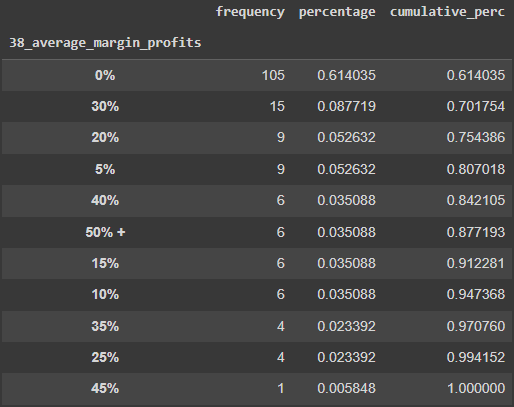 frequency percentage cumulative_perc
38_average_margin_profits
0% 105 0.614035 0.614035
30% 15 0.087719 0.701754
20% 9 0.052632 0.754386
5% 9 0.052632 0.807018
40% 6 0.035088 0.842105
50% + 6 0.035088 0.877193
15% 6 0.035088 0.912281
10% 6 0.035088 0.947368
35% 4 0.023392 0.970760
25% 4 0.023392 0.994152
45% 1 0.005848 1.000000